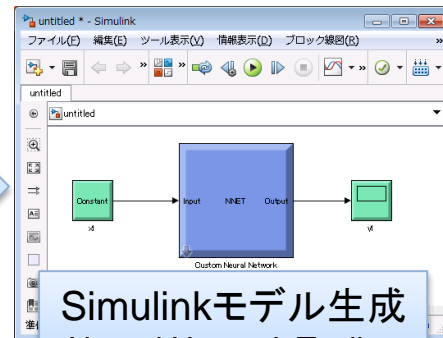 untitled * - Simulink
ファイル(F) 編集(E) ツール表示(V) 情報表示(D) ブロック線図(R) »
untitled
untitled
Constant
Input NNET Output
Custom Neural Network
Simulinkモデル生成